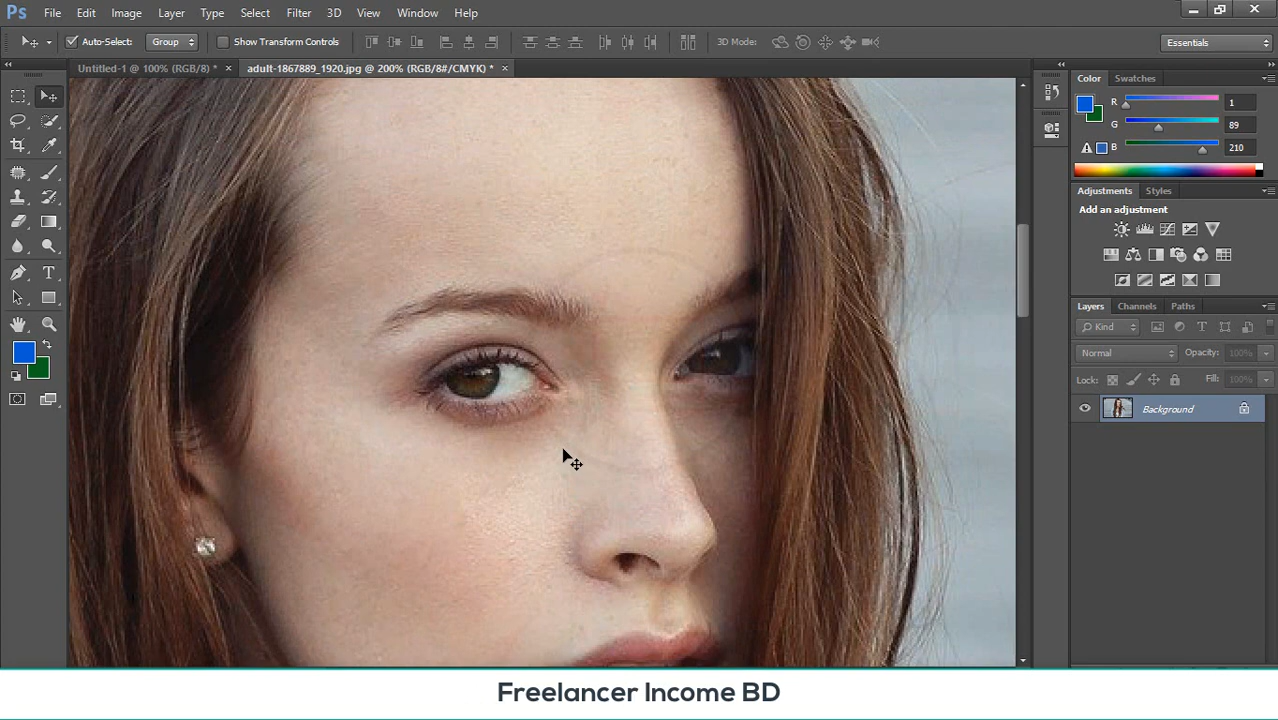 Ps File Edit Image Layer Type Select Filter 3D View Window Help
Auto-Select: Group Show Transform Controls 3D Mode: Essentials
Untitled-1 @ 100% (RGB/8) * × adult-1867889_1920.jpg @ 200% (RGB/8#/CMYK) * ×
Color Swatches
R 1
G 89
B 210
Adjustments Styles
Add an adjustment
Layers Channels Paths
Kind
Normal Opacity: 100%
Lock: Fill: 100%
Background
Freelancer Income BD